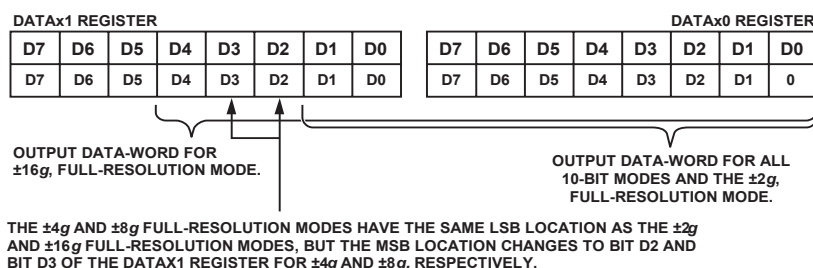 DATAx1 REGISTER DATAx0 REGISTER
D7 D6 D5 D4 D3 D2 D1 D0 D7 D6 D5 D4 D3 D2 D1 D0
D7 D6 D5 D4 D3 D2 D1 D0 D7 D6 D5 D4 D3 D2 D1 0
OUTPUT DATA-WORD FOR
±16g, FULL-RESOLUTION MODE.
OUTPUT DATA-WORD FOR ALL
10-BIT MODES AND THE ±2g,
FULL-RESOLUTION MODE.
THE ±4g AND ±8g FULL-RESOLUTION MODES HAVE THE SAME LSB LOCATION AS THE ±2g
AND ±16g FULL-RESOLUTION MODES, BUT THE MSB LOCATION CHANGES TO BIT D2 AND
BIT D3 OF THE DATAX1 REGISTER FOR ±4g AND ±8g, RESPECTIVELY.